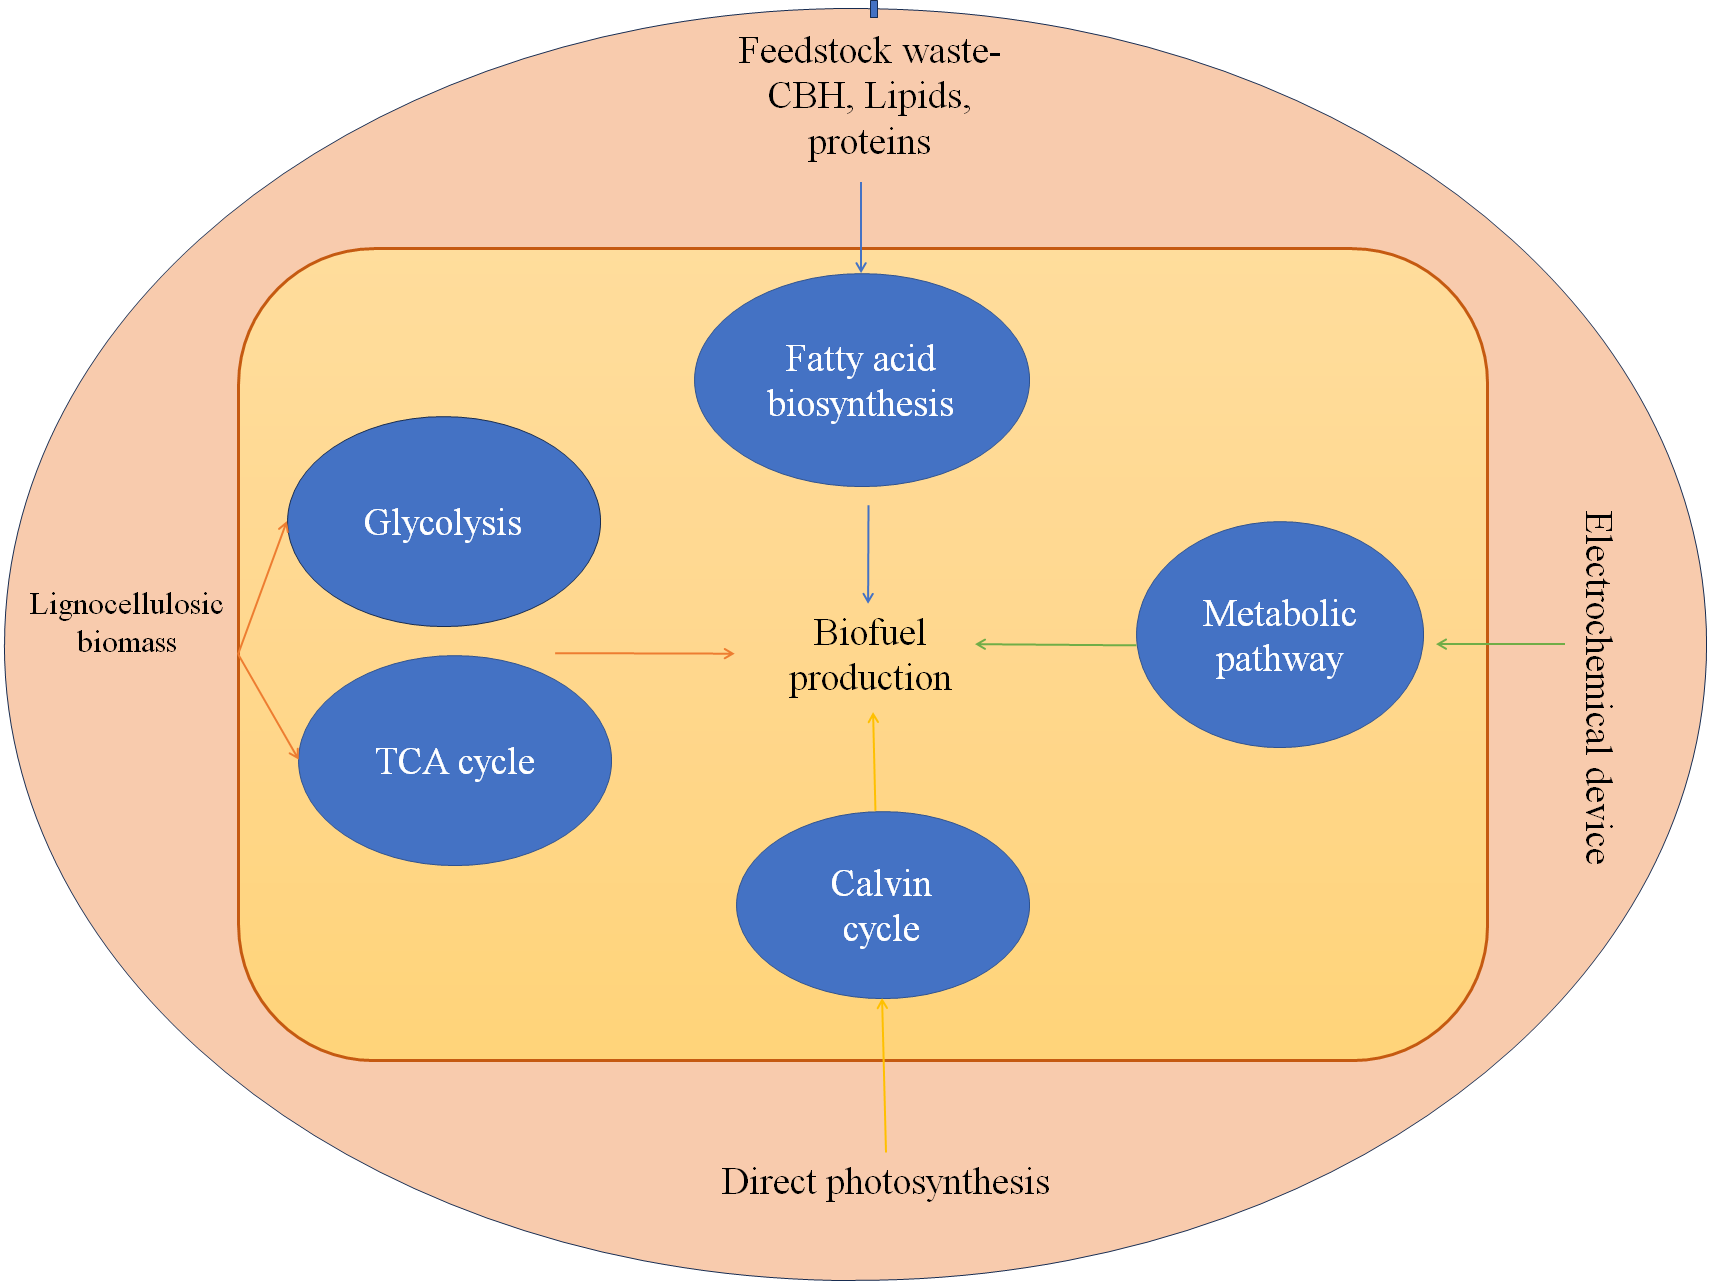 Feedstock waste-
CBH, Lipids,
proteins
Fatty acid
biosynthesis
Glycolysis
Lignocellulosic
biomass
TCA cycle
Biofuel
production
Metabolic
pathway
Electrochemical device
Calvin
cycle
Direct photosynthesis